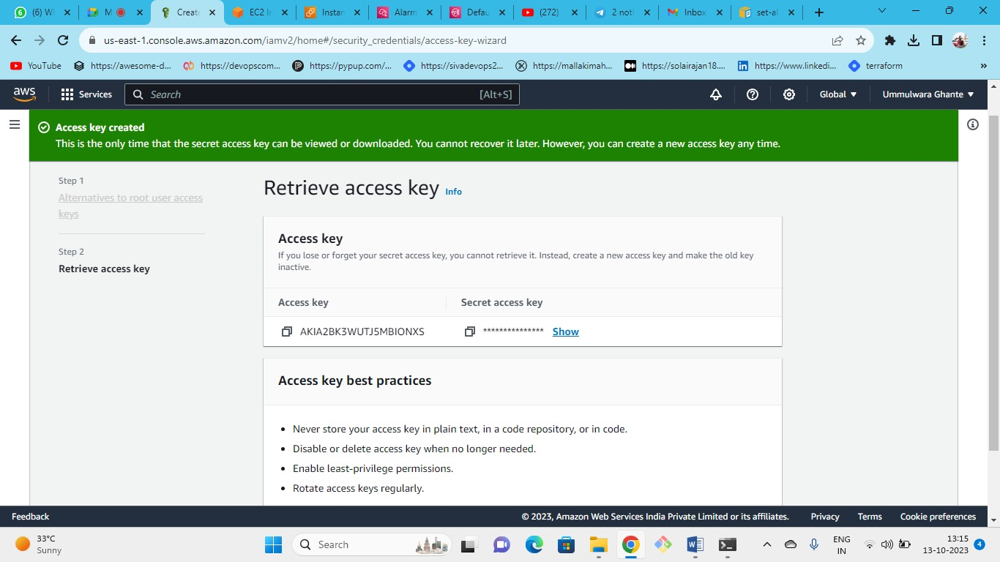 (6) W
M
Create
EC2 I
Instan
Alarm
Defau
(272)
2 noti
Inbox
set-al
us-east-1.console.aws.amazon.com/iamv2/home#/security_credentials/access-key-wizard
YouTube https://awesome-d... https://devopscom... https://pypup.com/... https://sivadevops2... https://mallakimah... https://solairajan18.... https://www.linkedi... terraform »
aws Services Search [Alt+S] Global Ummulwara Ghante
Access key created
This is the only time that the secret access key can be viewed or downloaded. You cannot recover it later. However, you can create a new access key any time.
Step 1
Alternatives to root user access
keys
Step 2
Retrieve access key
Retrieve access key Info
Access key
If you lose or forget your secret access key, you cannot retrieve it. Instead, create a new access key and make the old key
inactive.
Access key Secret access key
AKIA2BK3WUTJ5MBIONXS *************** Show
Access key best practices
• Never store your access key in plain text, in a code repository, or in code.
• Disable or delete access key when no longer needed.
• Enable least-privilege permissions.
• Rotate access keys regularly.
Feedback © 2023, Amazon Web Services India Private Limited or its affiliates. Privacy Terms Cookie preferences
33°C
Sunny
Search
ENG
IN
13:15
13-10-2023
4